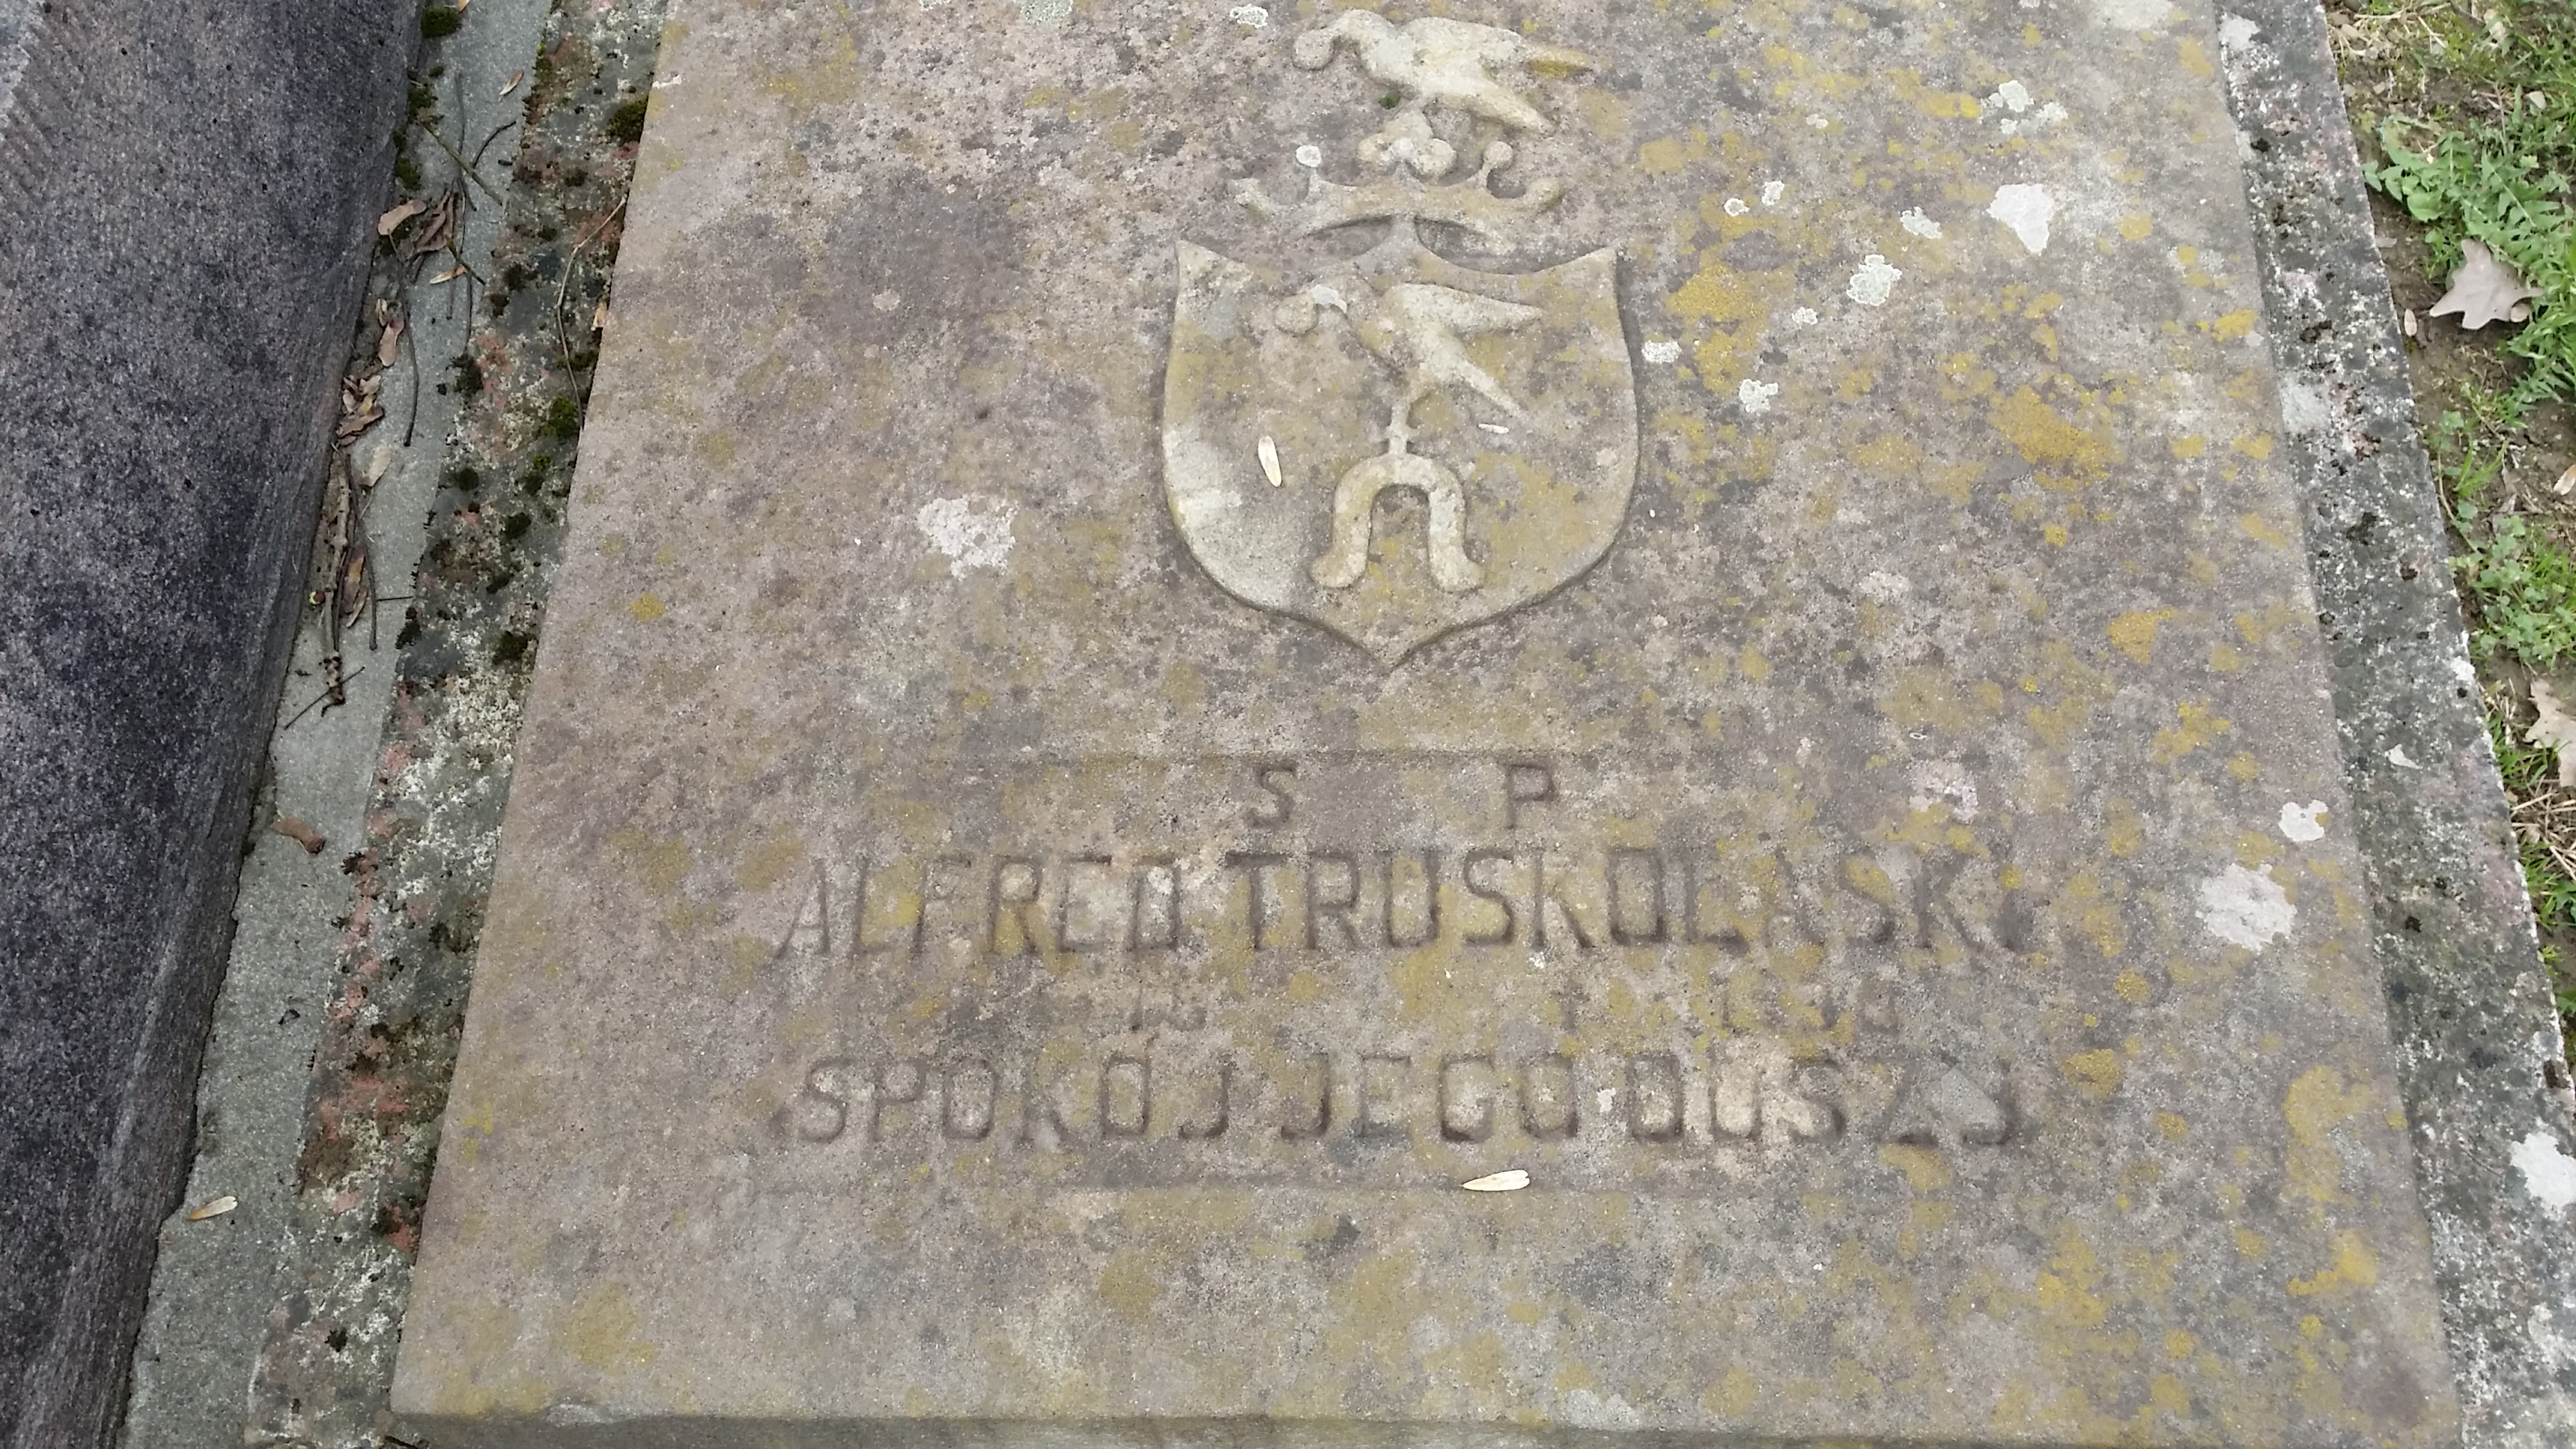 S P
ALFRED TRUSKOLASKI
SPOKÓJ JEGO DUSZY